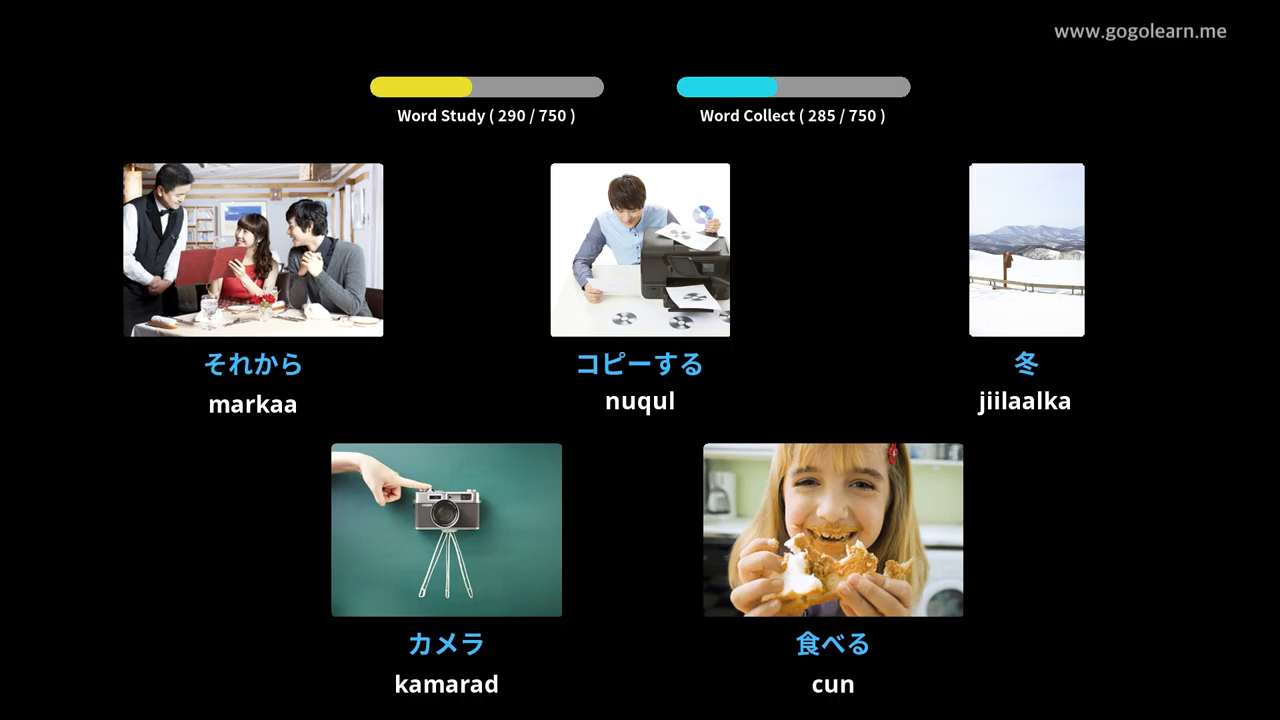 www.gogolearn.me
Word Study ( 290 / 750 )
Word Collect ( 285 / 750 )
それから
markaa
コピーする
nuqul
冬
jiilaalka
カメラ
kamarad
食べる
cun